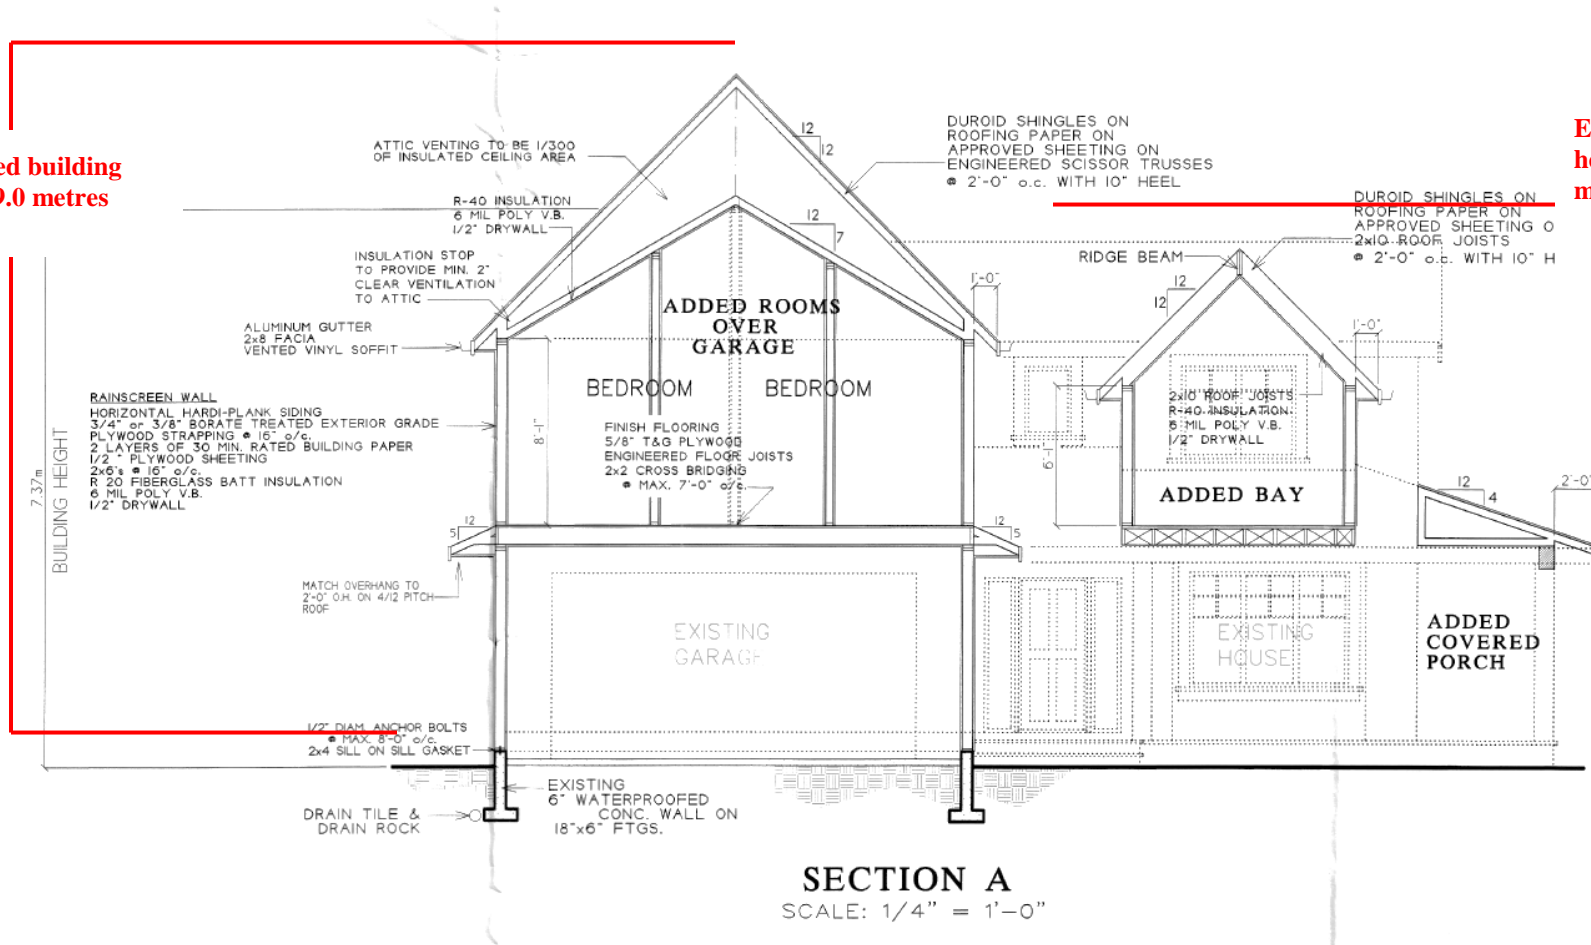 ed building
9.0 metres
ATTIC VENTING TO BE 1/300
OF INSULATED CEILING AREA
R-40 INSULATION
6 MIL POLY V.B.
1/2" DRYWALL
INSULATION STOP
TO PROVIDE MIN. 2"
CLEAR VENTILATION
TO ATTIC
ALUMINUM GUTTER
2x8 FACIA
VENTED VINYL SOFFIT
RAINSCREEN WALL
HORIZONTAL HARDI-PLANK SIDING
3/4" or 3/8" BORATE TREATED EXTERIOR GRADE
PLYWOOD STRAPPING @ 16" o/c.
2 LAYERS OF 30 MIN. RATED BUILDING PAPER
1/2 " PLYWOOD SHEETING
2x6's @ 16" o/c.
R 20 FIBERGLASS BATT INSULATION
6 MIL POLY V.B.
1/2" DRYWALL
7.37m
BUILDING HEIGHT
MATCH OVERHANG TO
2'-0" O.H. ON 4/12 PITCH
ROOF
1/2" DIAM. ANCHOR BOLTS
@ MAX. 8'-0" o/c.
2x4 SILL ON SILL GASKET
DRAIN TILE &
DRAIN ROCK
EXISTING
6" WATERPROOFED
CONC. WALL ON
18"x6" FTGS.
12
12
12
7
DUROID SHINGLES ON
ROOFING PAPER ON
APPROVED SHEETING ON
ENGINEERED SCISSOR TRUSSES
@ 2'-0" o.c. WITH 10" HEEL
1'-0"
ADDED ROOMS
OVER
GARAGE
BEDROOM
BEDROOM
8'-1"
FINISH FLOORING
5/8" T&G PLYWOOD
ENGINEERED FLOOR JOISTS
2x2 CROSS BRIDGING
@ MAX. 7'-0" o/c.
12
5
12
5
EXISTING
GARAGE
E
h
m
DUROID SHINGLES ON
ROOFING PAPER ON
APPROVED SHEETING O
2x10 ROOF JOISTS
@ 2'-0" o.c. WITH 10" H
RIDGE BEAM
12
12
1'-0"
2x10 ROOF JOISTS
R-40 INSULATION
6 MIL POLY V.B.
1/2" DRYWALL
6'-1"
ADDED BAY
12
4
2'-0"
EXISTING
HOUSE
ADDED
COVERED
PORCH
SECTION A
SCALE: 1/4" = 1'-0"